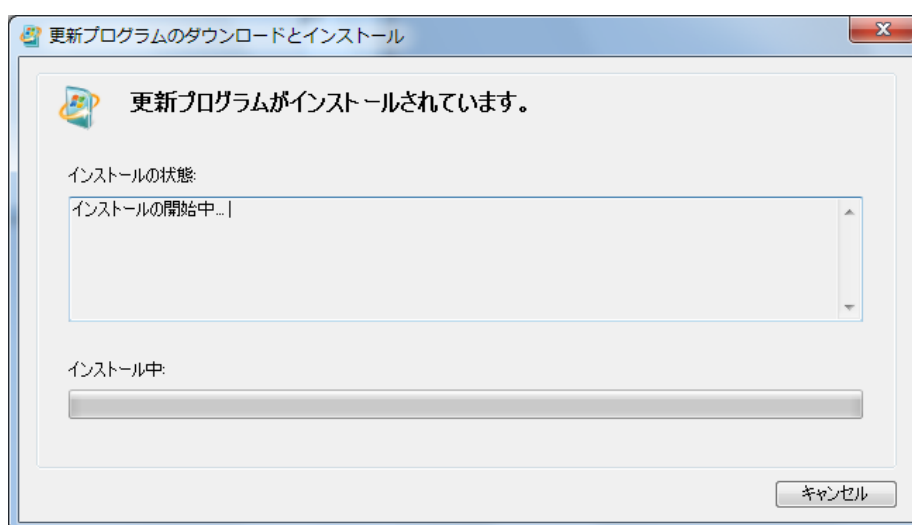 更新プログラムのダウンロードとインストール
更新プログラムがインストールされています。
インストールの状態:
インストールの開始中...
インストール中:
キャンセル